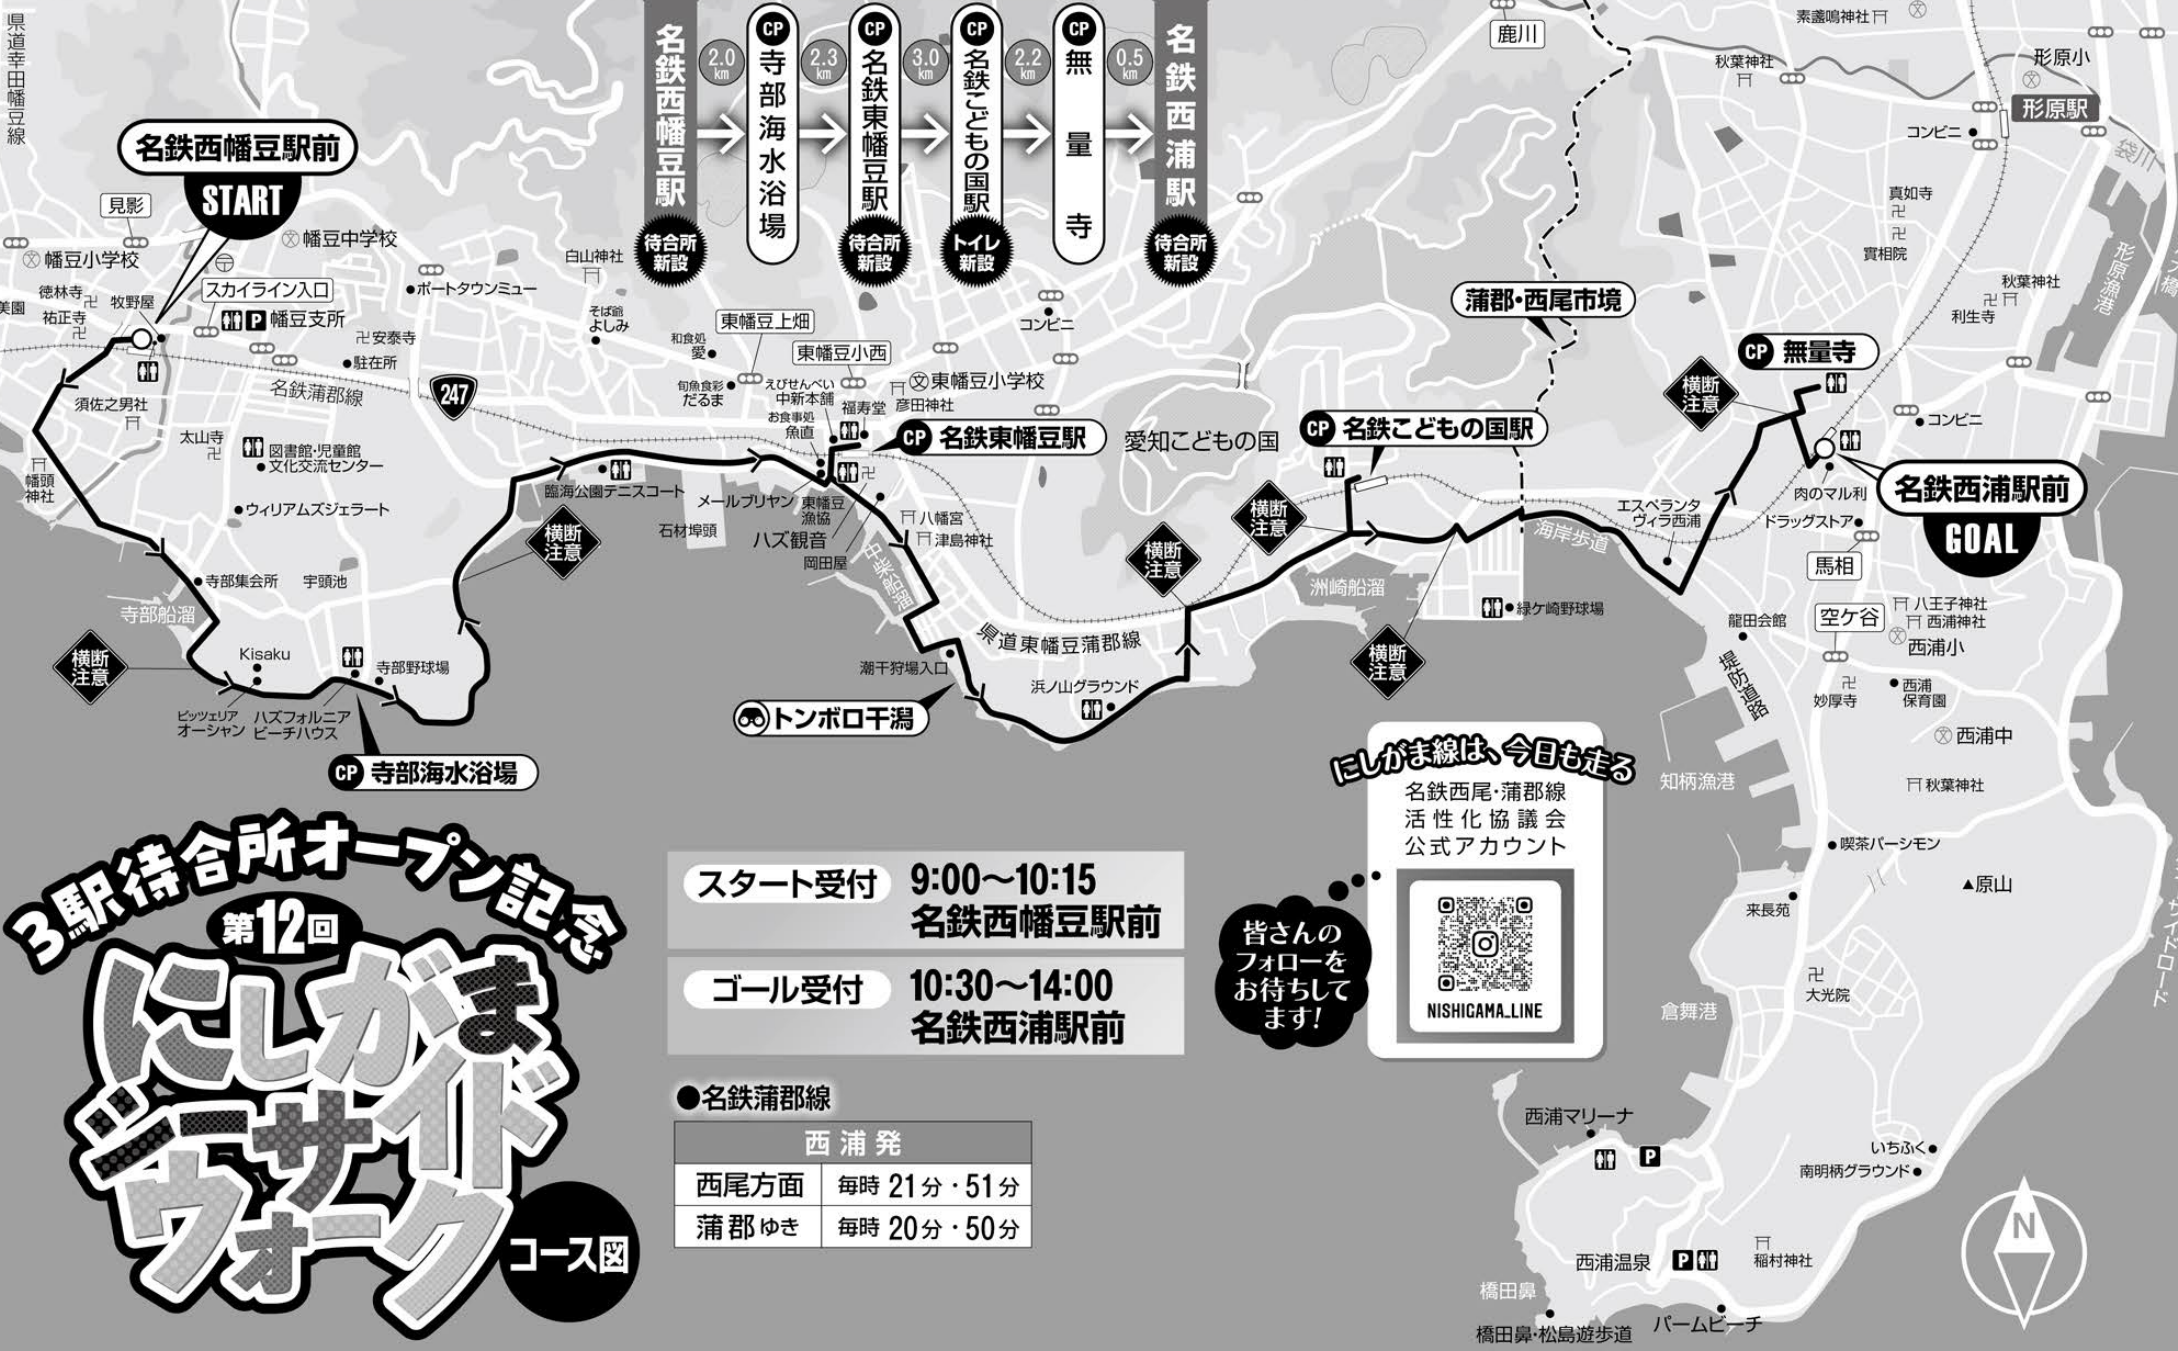 県道幸田幡豆線
名鉄西幡豆駅
待合所
新設
2.0
km
CP
寺部海水浴場
2.3
km
CP
名鉄東幡豆駅
待合所
新設
3.0
km
CP
名鉄こどもの国駅
トイレ
新設
2.2
km
CP
無量寺
0.5
km
名鉄西浦駅
待合所
新設
鹿川
素盞鳴神社
秋葉神社
形原小
形原駅
コンビニ
袋川
真如寺
實相院
形原漁港
秋葉神社
利生寺
名鉄西幡豆駅前
START
見影
幡豆中学校
幡豆小学校
スカイライン入口
P
幡豆支所
徳林寺
牧野屋
美園
祐正寺
安泰寺
駐在所
ポートタウンミュー
白山神社
そば爺
よしみ
名鉄蒲郡線
247
和食処
愛
東幡豆上畑
旬魚食彩
だるま
えびせんべい
中新本舗
お食事処
魚直
東幡豆小西
福寿堂
東幡豆小学校
彦田神社
コンビニ
蒲郡・西尾市境
CP 無量寺
横断
注意
コンビニ
須佐之男社
太山寺
図書館・児童館
文化交流センター
幡頭
神社
ウィリアムズジェラート
CP 名鉄東幡豆駅
愛知こどもの国
CP 名鉄こどもの国駅
名鉄西浦駅前
GOAL
肉のマル利
ドラッグストア
馬相
エスペランタ
ヴィラ西浦
海岸歩道
臨海公園テニスコート
横断
注意
メールブリヤン
石材埠頭
東幡豆
漁協
ハズ観音
岡田屋
八幡宮
津島神社
中柴船溜
横断
注意
横断
注意
洲崎船溜
緑ケ崎野球場
寺部集会所
宇頭池
寺部船溜
横断
注意
Kisaku
寺部野球場
ピッツェリア
オーシャン
ハズフォルニア
ビーチハウス
CP 寺部海水浴場
県道東幡豆蒲郡線
潮干狩場入口
浜ノ山グラウンド
トンボロ干潟
横断
注意
龍田会館
空ケ谷
八王子神社
西浦神社
西浦小
堤防道路
妙厚寺
西浦
保育園
西浦中
秋葉神社
知柄漁港
喫茶パーシモン
原山
来長苑
大光院
倉舞港
にしがま線は、今日も走る
名鉄西尾・蒲郡線
活性化協議会
公式アカウント
NISHIGAMA_LINE
皆さんの
フォローを
お待ちして
ます!
3駅待合所オープン記念
第12回
にしがま
シーサイド
ウォーク
コース図
スタート受付
9:00〜10:15
名鉄西幡豆駅前
ゴール受付
10:30〜14:00
名鉄西浦駅前
●名鉄蒲郡線
西浦発
西尾方面 毎時 21分・51分
蒲郡ゆき 毎時 20分・50分
西浦マリーナ
P
いちふく
南明柄グラウンド
西浦温泉
P
稲村神社
橋田鼻
橋田鼻・松島遊歩道
パームビーチ
N